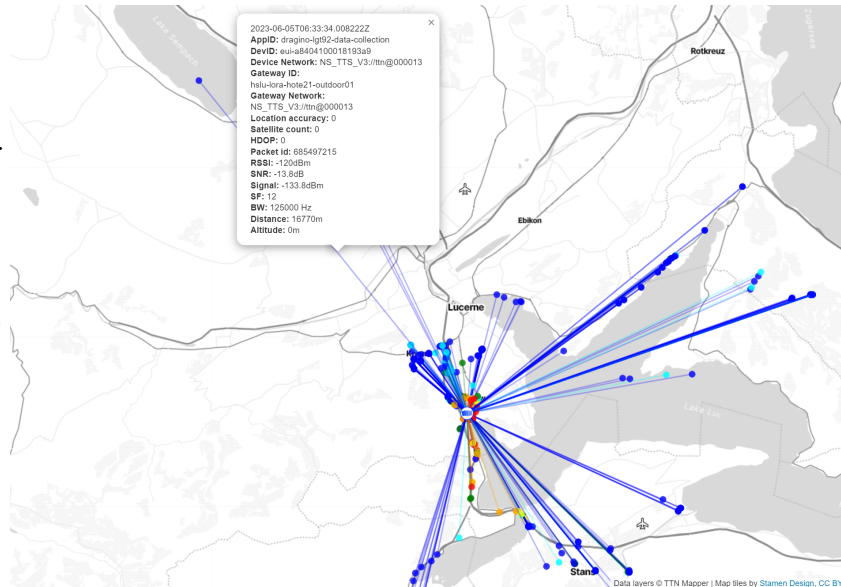 2023-06-05T06:33:34.008222Z
×
AppID: dragino-lgt92-data-collection
DevID: eui-a8404100018193a9
Device Network: NS_TTS_V3://ttn@000013
Gateway ID:
hslu-lora-hote21-outdoor01
Gateway Network:
NS_TTS_V3://ttn@000013
Location accuracy: 0
Satellite count: 0
HDOP: 0
Packet id: 685497215
RSSI: -120dBm
SNR: -13.8dB
Signal: -133.8dBm
SF: 12
BW: 125000 Hz
Distance: 16770m
Altitude: 0m
Lake Sempach
Zugersee
Rotkreuz
Ebikon
Lucerne
Lake Luc
Stans
Data layers © TTN Mapper | Map tiles by Stamen Design, CC BY